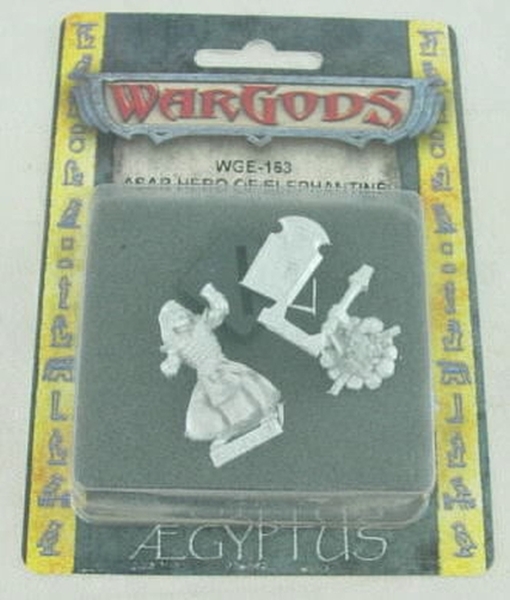 WARGODS
WGE-163
ASAR HERO OF ELEPHANTINE
ÆGYPTUS